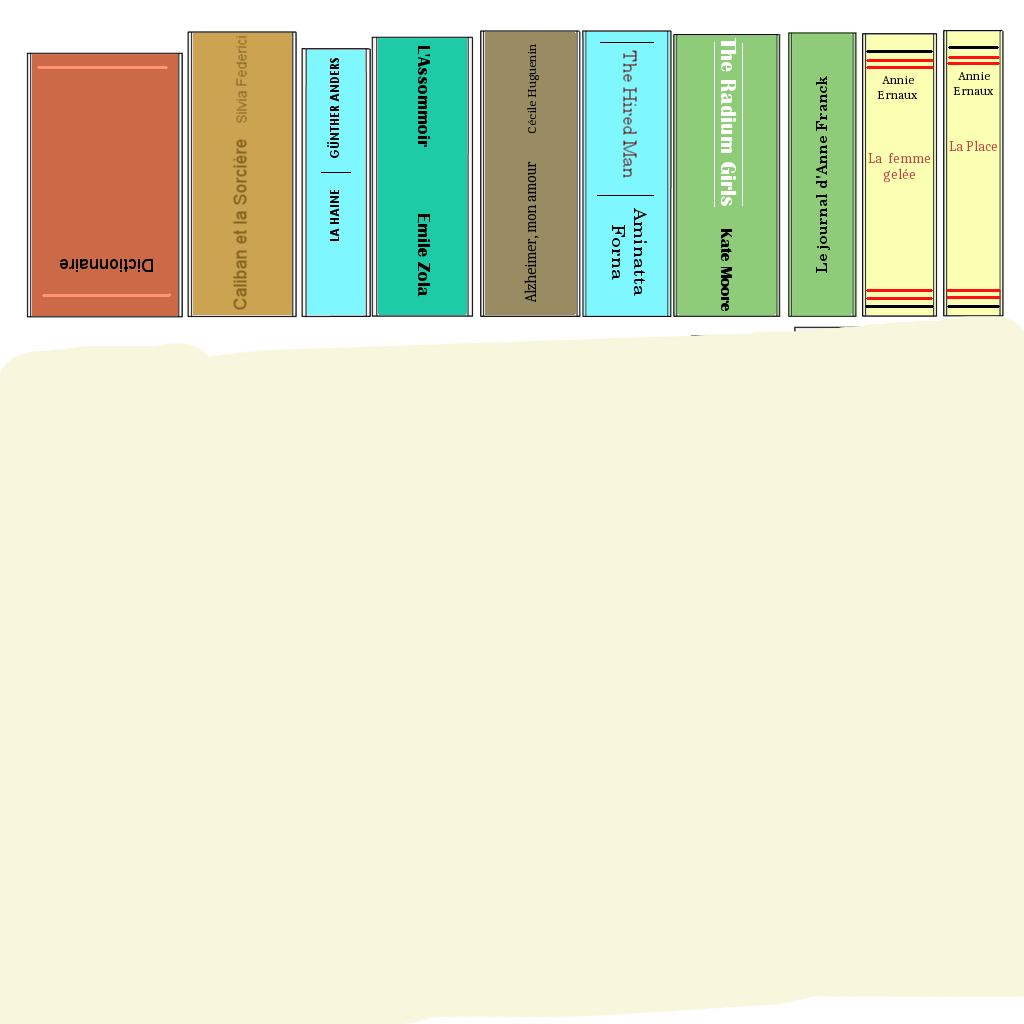 Dictionnaire
Caliban et la Sorcière Silvia Federici
LA HAINE GÜNTHER ANDERS
L'Assommoir Emile Zola
Alzheimer, mon amour Cécile Huguenin
The Hired Man
Aminatta
Forna
The Radium Girls Kate Moore
Le journal d'Anne Franck
Annie
Ernaux
La femme
gelée
Annie
Ernaux
La Place